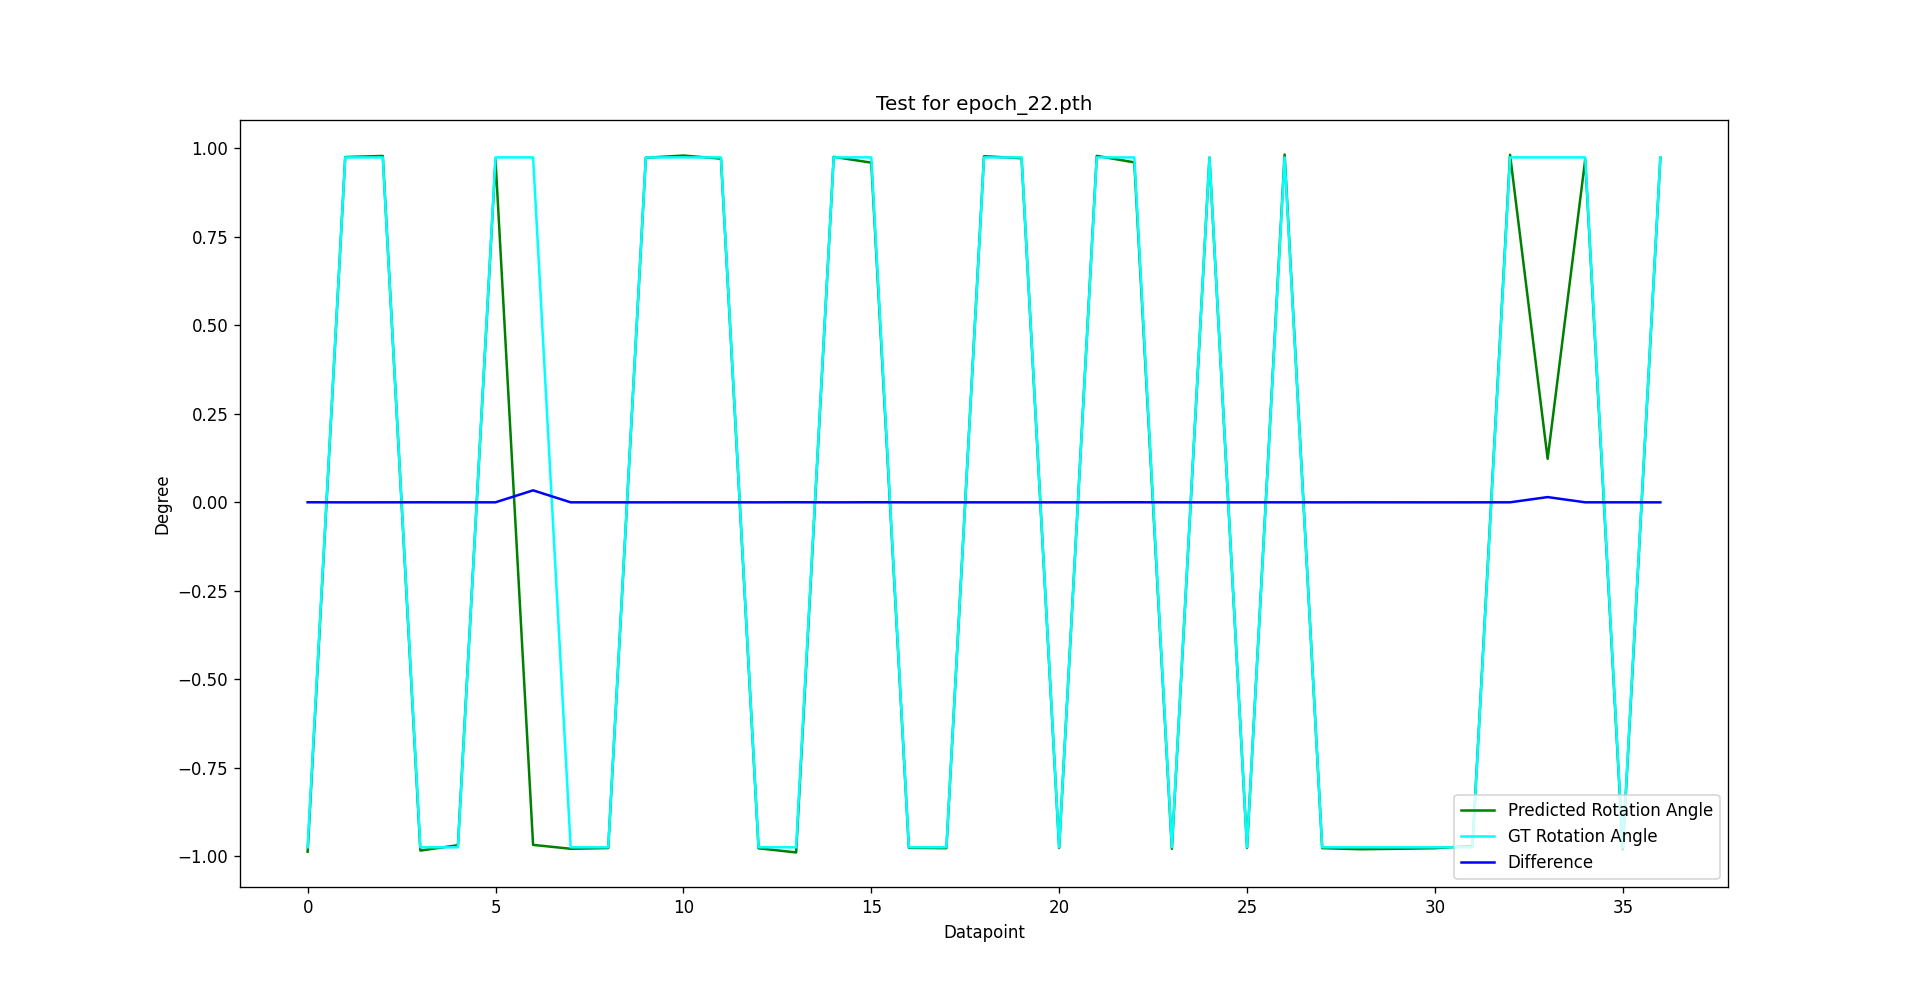 Test for epoch_22.pth
Degree
1.00
0.75
0.50
0.25
0.00
−0.25
−0.50
−0.75
−1.00
Predicted Rotation Angle
GT Rotation Angle
Difference
0 5 10 15 20 25 30 35
Datapoint